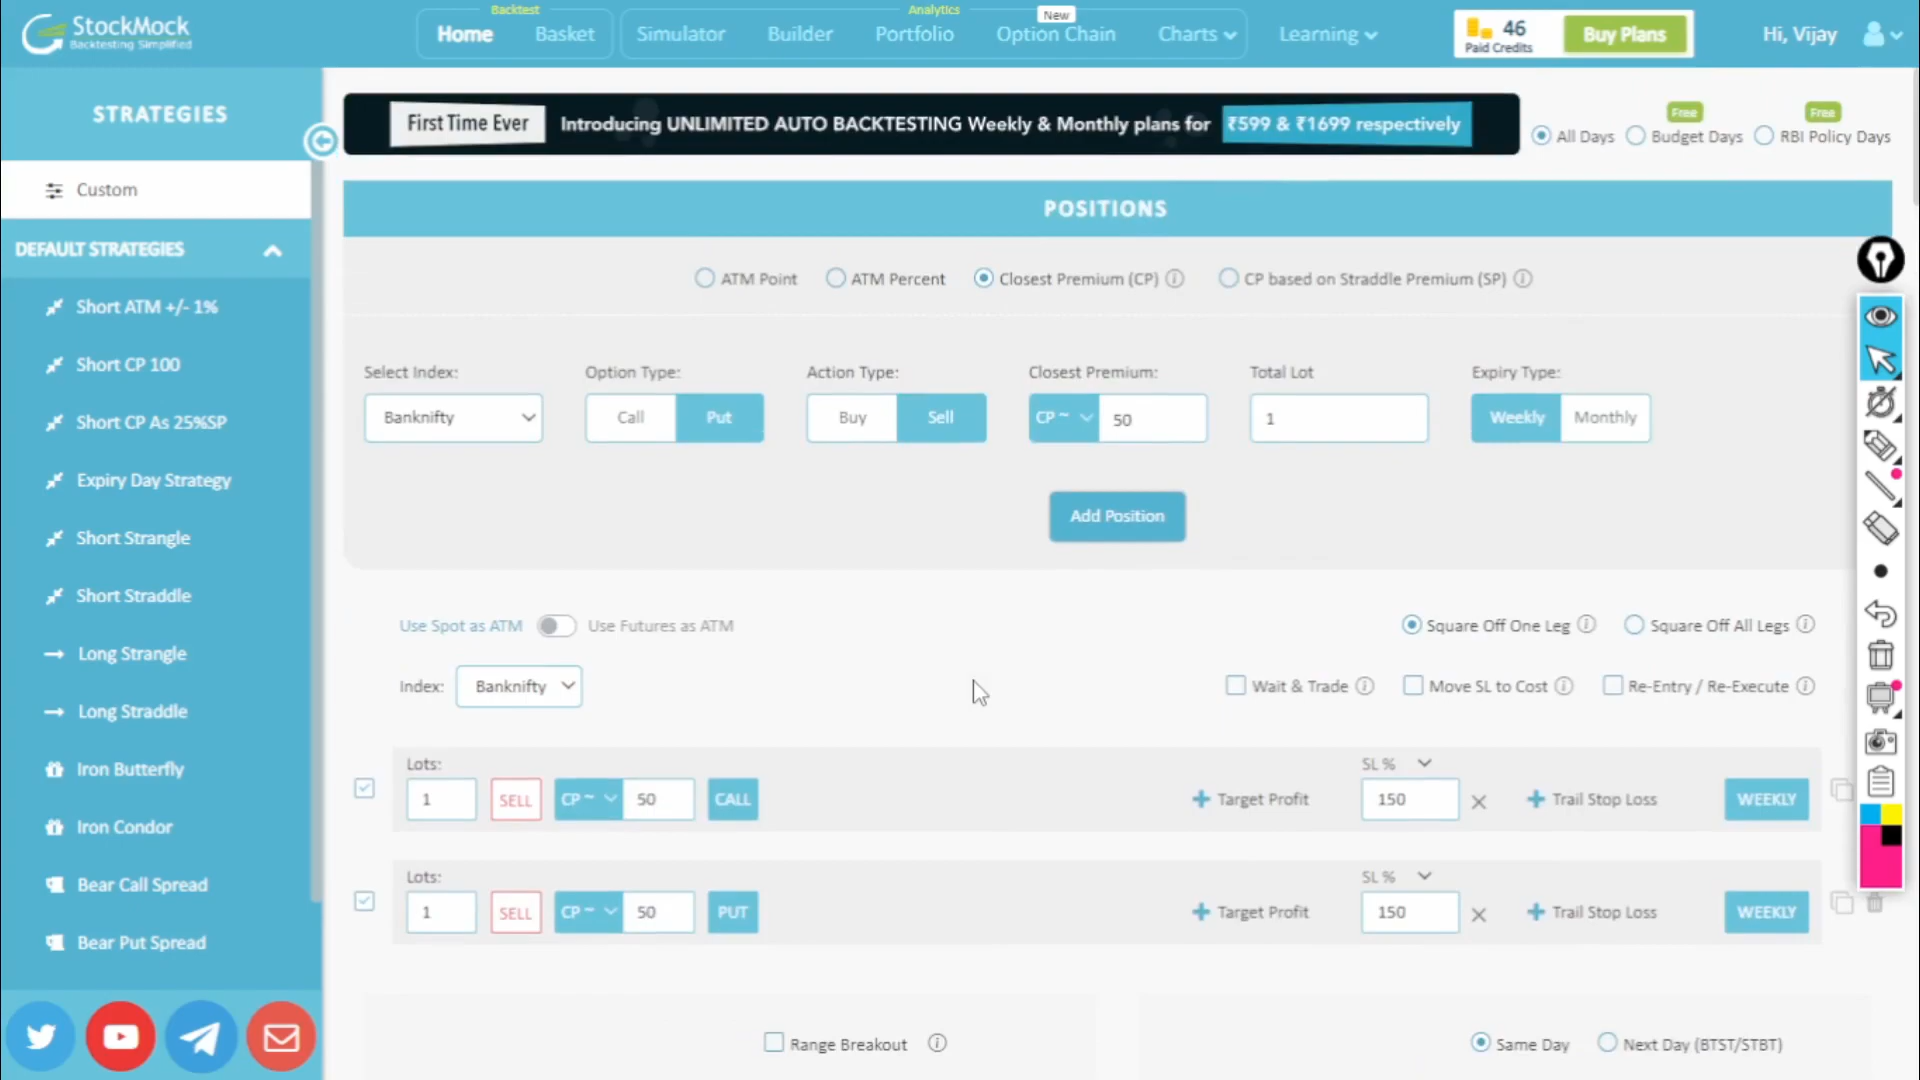 StockMock
Backtesting Simplified
Backtest
Home
Basket
Analytics
Simulator
Builder
Portfolio
New
Option Chain
Charts
Learning
46
Paid Credits
Buy Plans
Hi, Vijay
STRATEGIES
Custom
DEFAULT STRATEGIES
Short ATM +/- 1%
Short CP 100
Short CP As 25%SP
Expiry Day Strategy
Short Strangle
Short Straddle
Long Strangle
Long Straddle
Iron Butterfly
Iron Condor
Bear Call Spread
Bear Put Spread
First Time Ever
Introducing UNLIMITED AUTO BACKTESTING Weekly & Monthly plans for ₹599 & ₹1699 respectively
Free
Free
All Days
Budget Days
RBI Policy Days
POSITIONS
ATM Point
ATM Percent
Closest Premium (CP)
CP based on Straddle Premium (SP)
Select Index:
Option Type:
Action Type:
Closest Premium:
Total Lot
Expiry Type:
Banknifty
Call
Put
Buy
Sell
CP ~
50
1
Weekly
Monthly
Add Position
Use Spot as ATM
Use Futures as ATM
Square Off One Leg
Square Off All Legs
Index:
Banknifty
Wait & Trade
Move SL to Cost
Re-Entry / Re-Execute
Lots:
SL %
1
SELL
CP ~
50
CALL
Target Profit
150
Trail Stop Loss
WEEKLY
Lots:
SL %
1
SELL
CP ~
50
PUT
Target Profit
150
Trail Stop Loss
WEEKLY
Range Breakout
Same Day
Next Day (BTST/STBT)